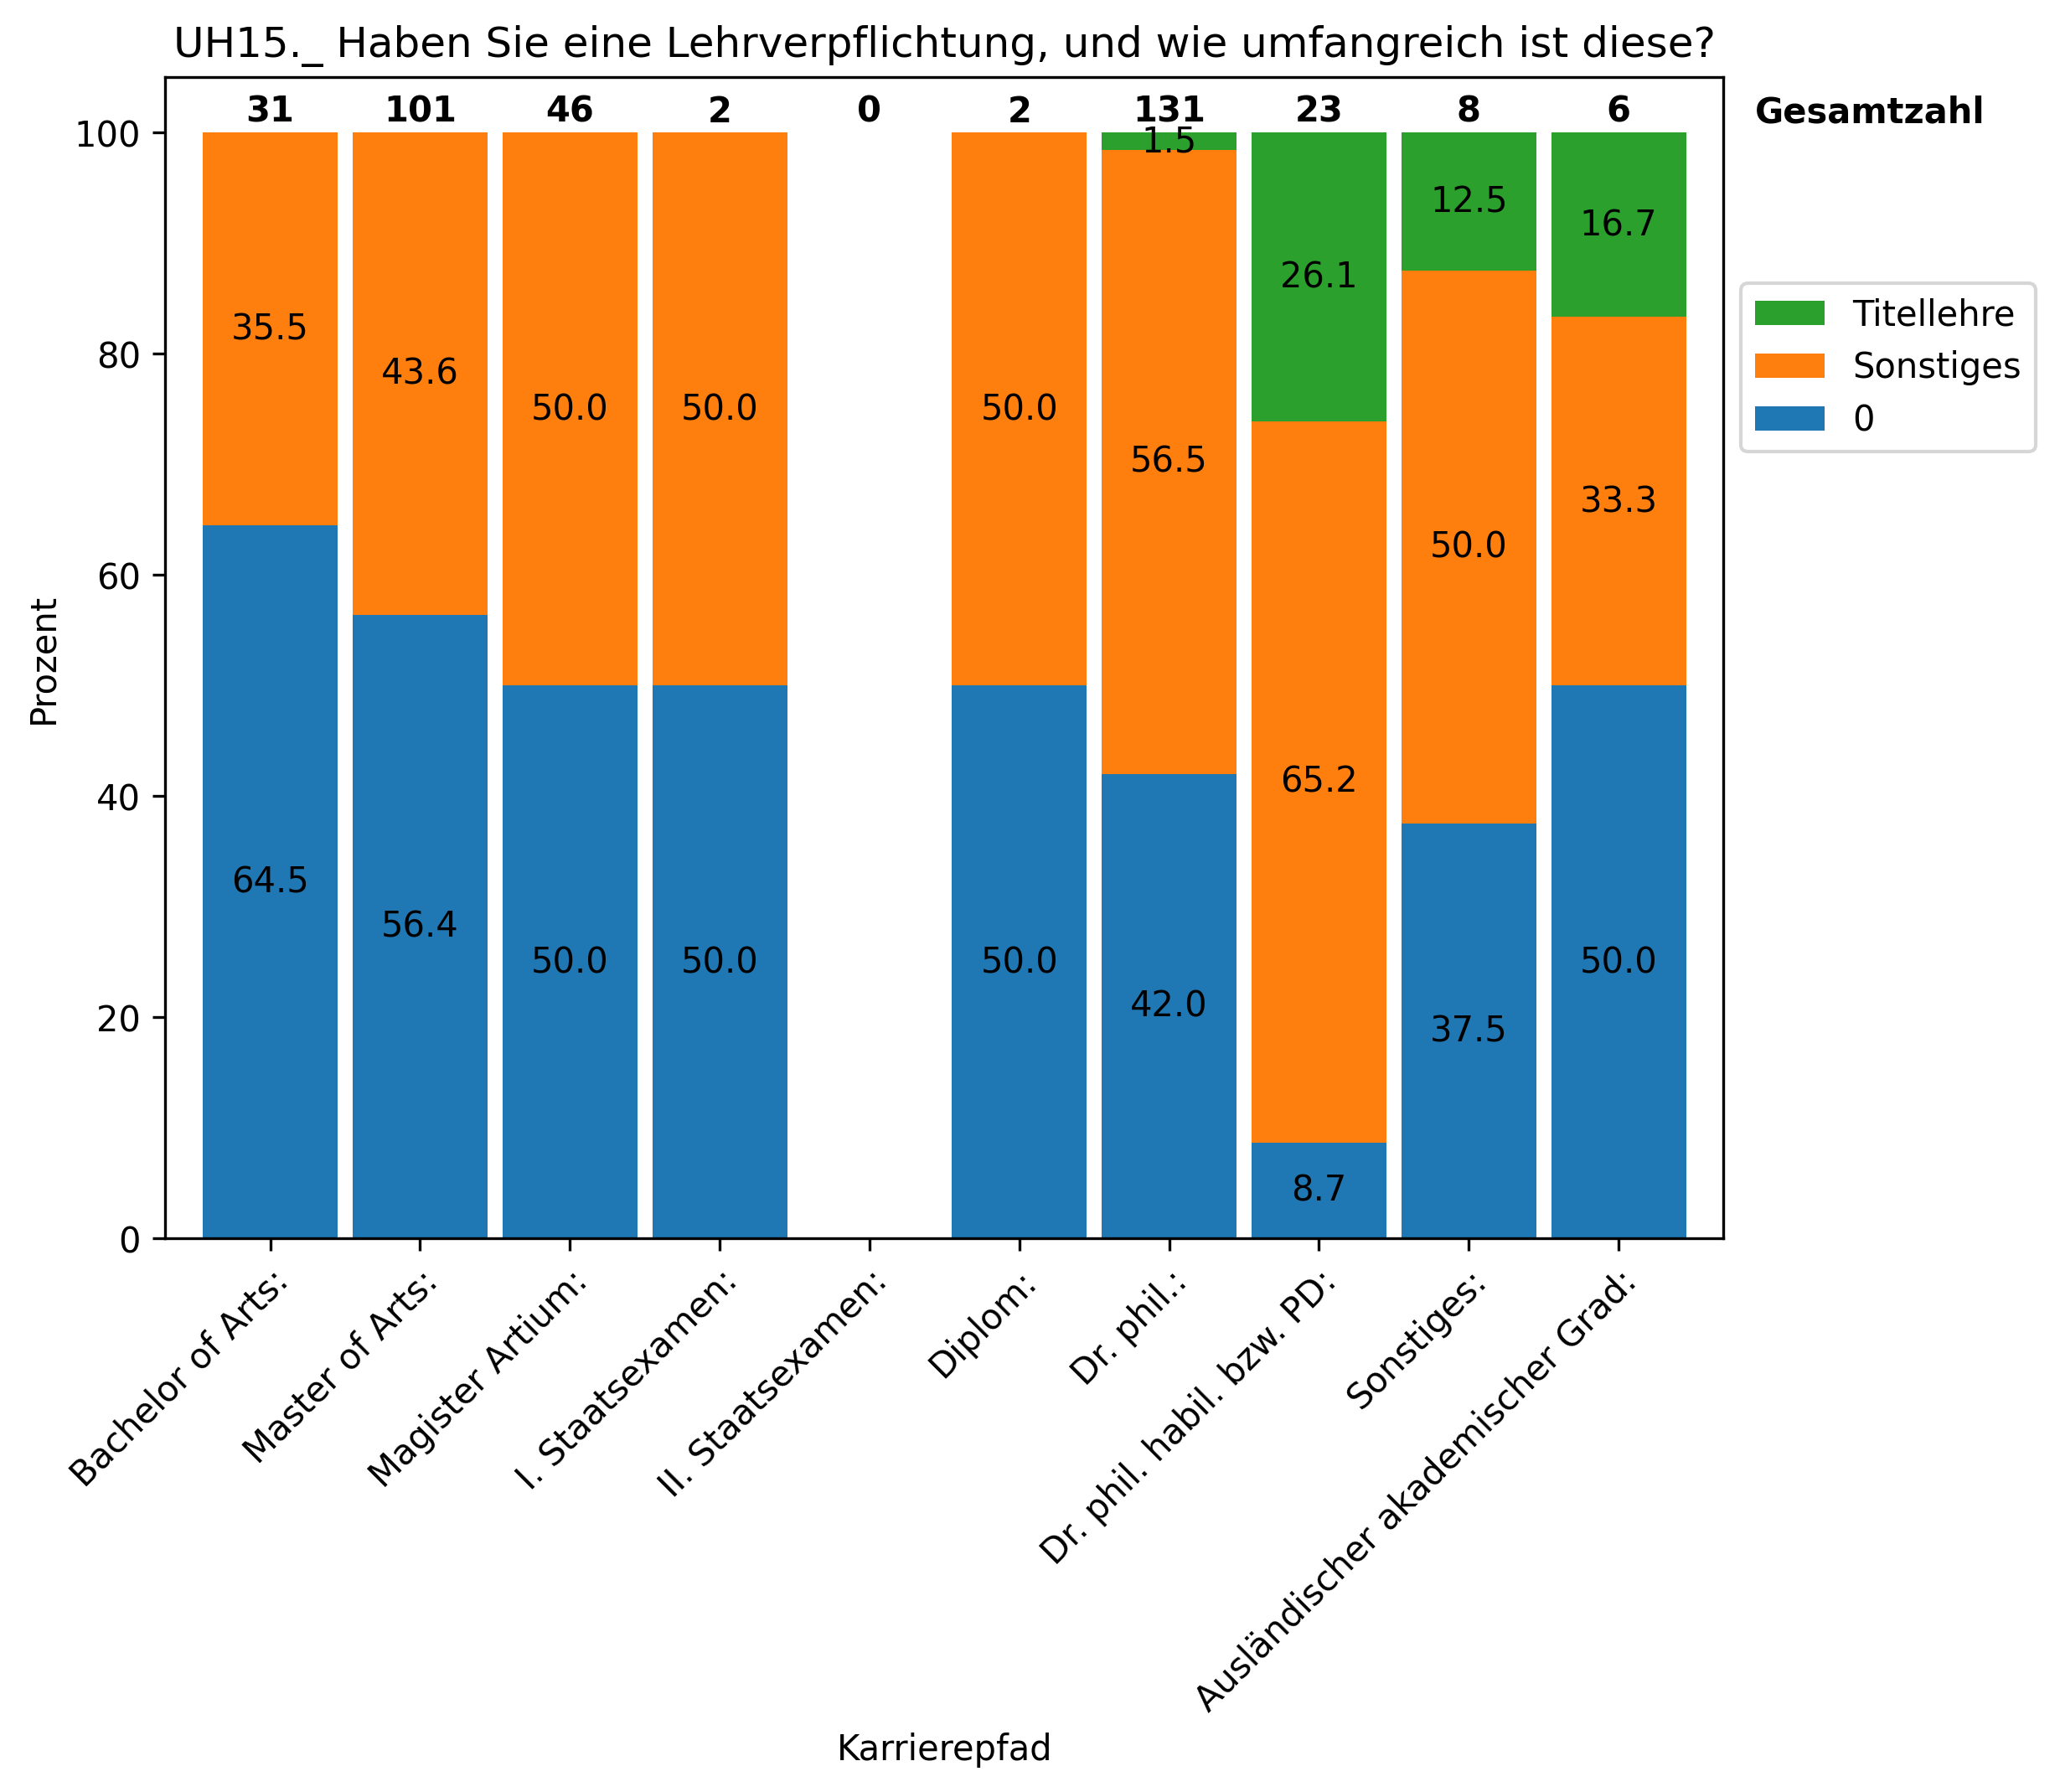 UH15._ Haben Sie eine Lehrverpflichtung, und wie umfangreich ist diese?
31 101 46 2 0 2 131 23 8 6 Gesamtzahl
100
80
60
40
20
0
Prozent
35.5 43.6 50.0 50.0 50.0 1.5 26.1 12.5 16.7
56.5 65.2 50.0 33.3
64.5 56.4 50.0 50.0 50.0 42.0 8.7 37.5 50.0
Titellehre
Sonstiges
0
Bachelor of Arts:
Master of Arts:
Magister Artium:
I. Staatsexamen:
II. Staatsexamen:
Diplom:
Dr. phil.:
Dr. phil. habil. bzw. PD:
Sonstiges:
Ausländischer akademischer Grad:
Karrierepfad